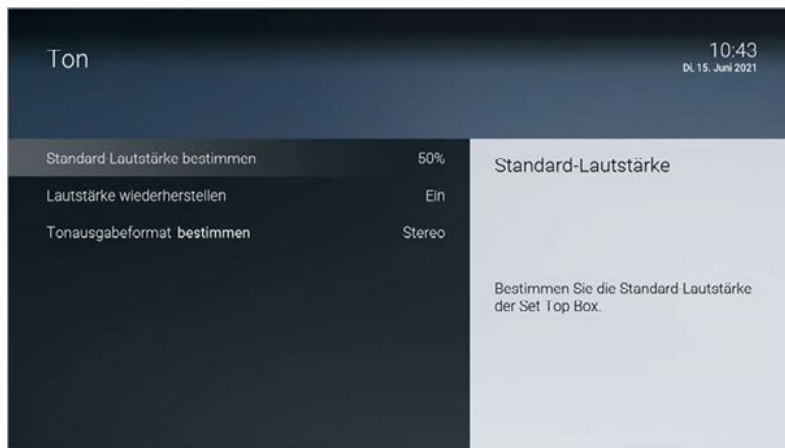 Ton
10:43
Di, 15. Juni 2021
Standard-Lautstärke bestimmen 50%
Lautstärke wiederherstellen Ein
Tonausgabeformat bestimmen Stereo
Standard-Lautstärke
Bestimmen Sie die Standard Lautstärke
der Set Top Box.